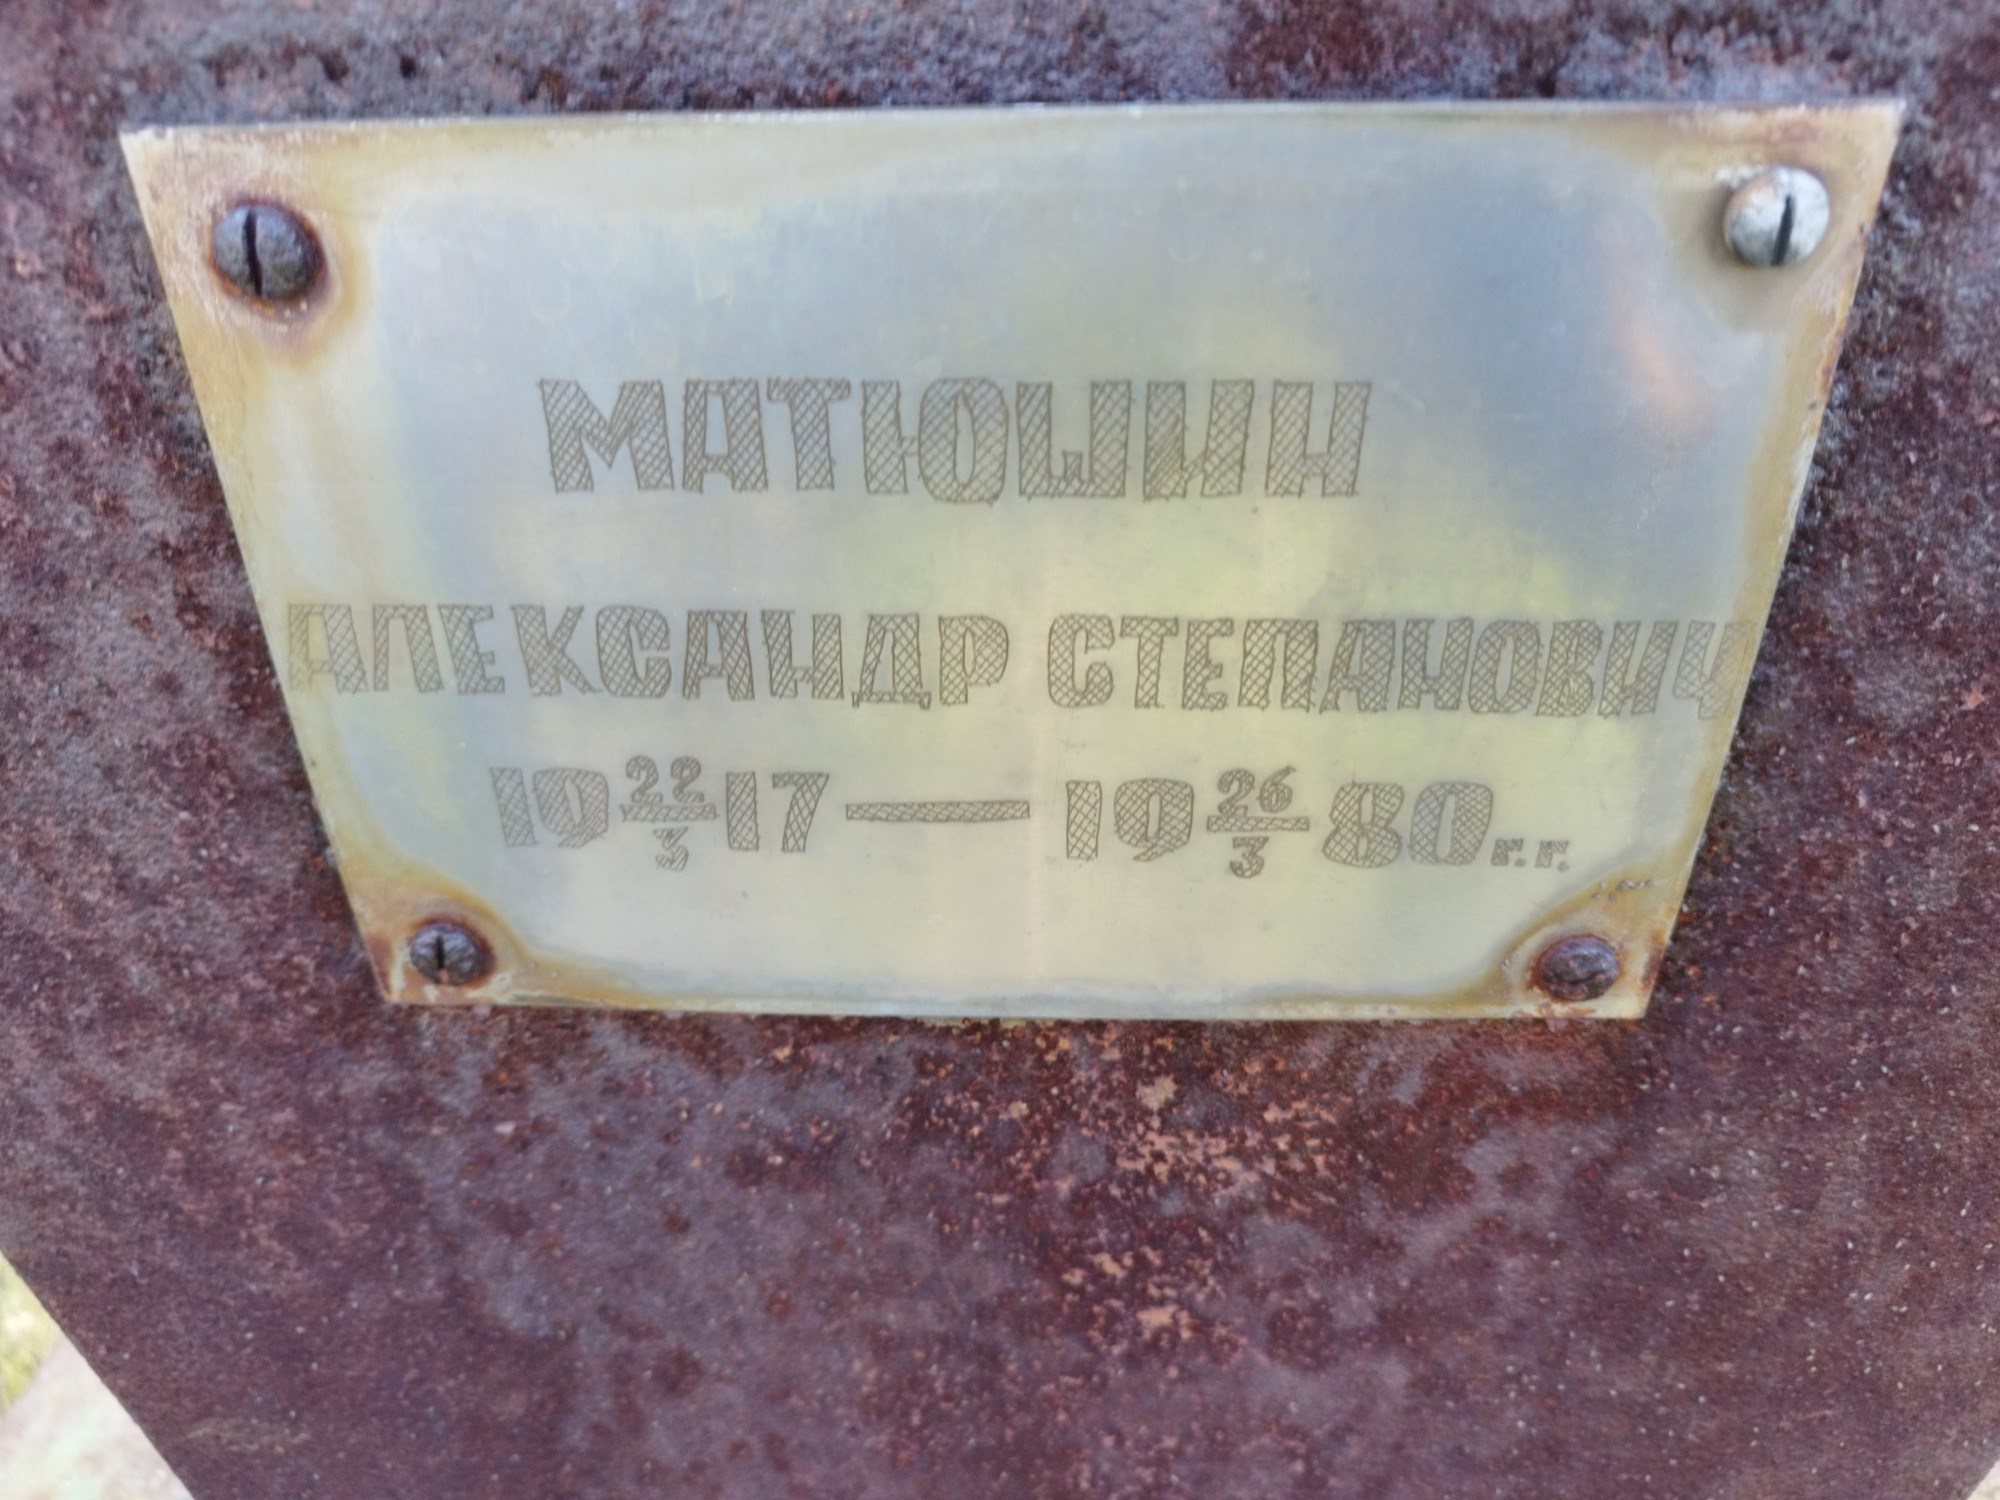 МАТЮШИН
АЛЕКСАНДР СТЕПАНОВИЧ
19 22/3 17 — 19 26/3 80 г.г.